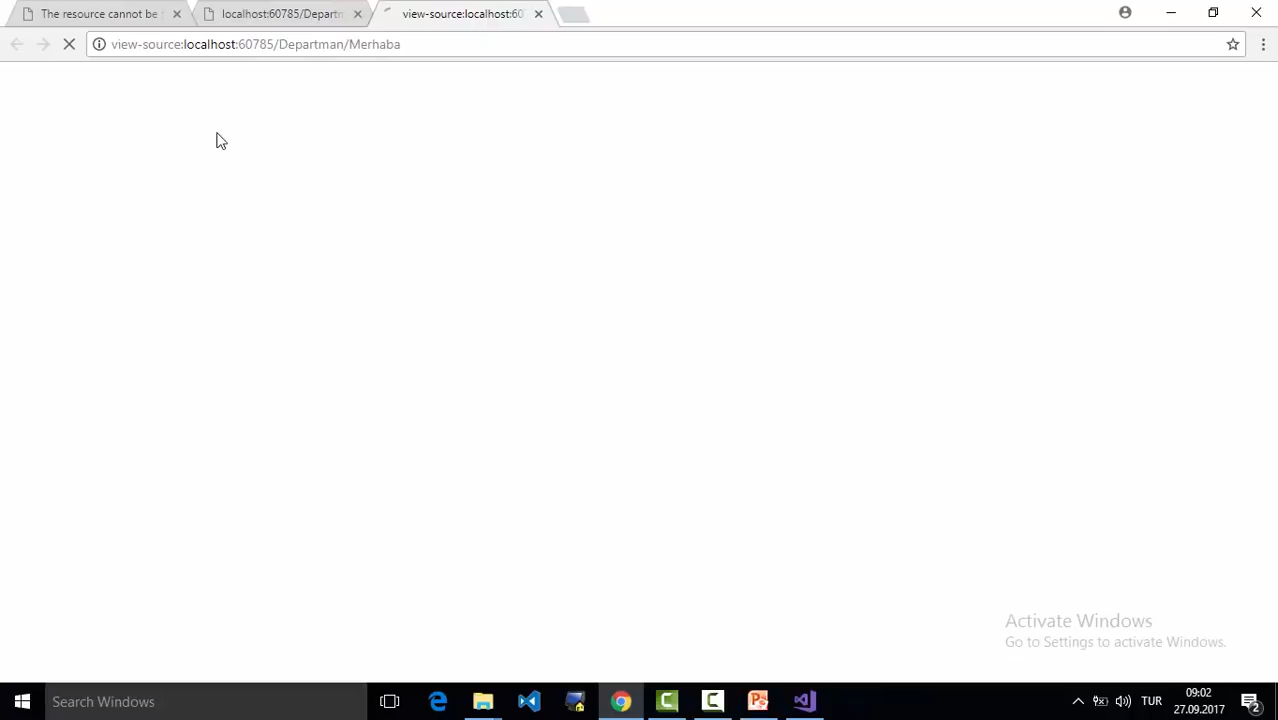 The resource cannot be
localhost:60785/Departm
view-source:localhost:60
view-source:localhost:60785/Departman/Merhaba
Activate Windows
Go to Settings to activate Windows.
Search Windows
TUR
09:02
27.09.2017
2